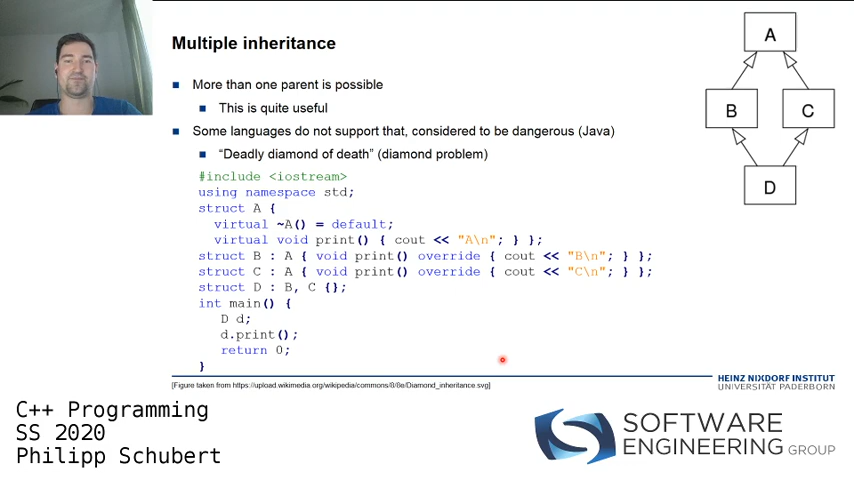 Multiple inheritance
More than one parent is possible
This is quite useful
Some languages do not support that, considered to be dangerous (Java)
“Deadly diamond of death” (diamond problem)
#include <iostream>
using namespace std;
struct A {
virtual ~A() = default;
virtual void print() { cout << "A\n"; } };
struct B : A { void print() override { cout << "B\n"; } };
struct C : A { void print() override { cout << "C\n"; } };
struct D : B, C {};
int main() {
D d;
d.print();
return 0;
}
A
B
C
D
[Figure taken from https://upload.wikimedia.org/wikipedia/commons/8/8e/Diamond_inheritance.svg]
HEINZ NIXDORF INSTITUT
UNIVERSITÄT PADERBORN
C++ Programming
SS 2020
Philipp Schubert
SOFTWARE
ENGINEERING GROUP